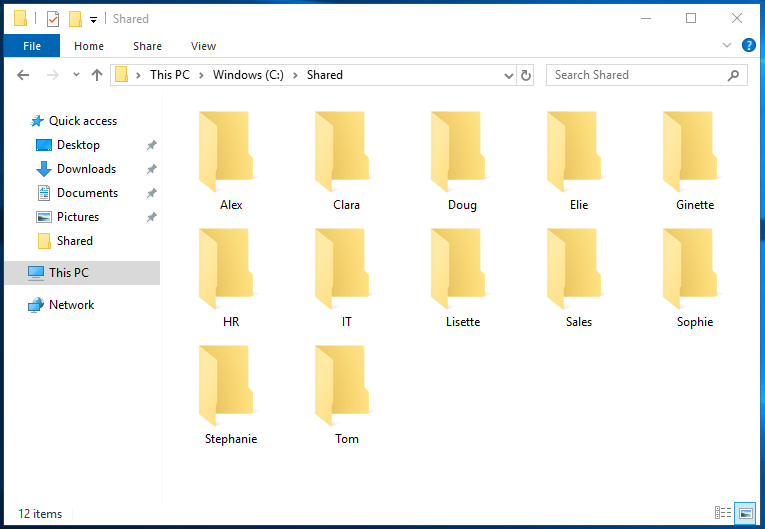 Shared
File Home Share View
This PC Windows (C:) Shared Search Shared
Quick access
Desktop
Downloads
Documents
Pictures
Shared
This PC
Network
Alex Clara Doug Elie Ginette
HR IT Lisette Sales Sophie
Stephanie Tom
12 items